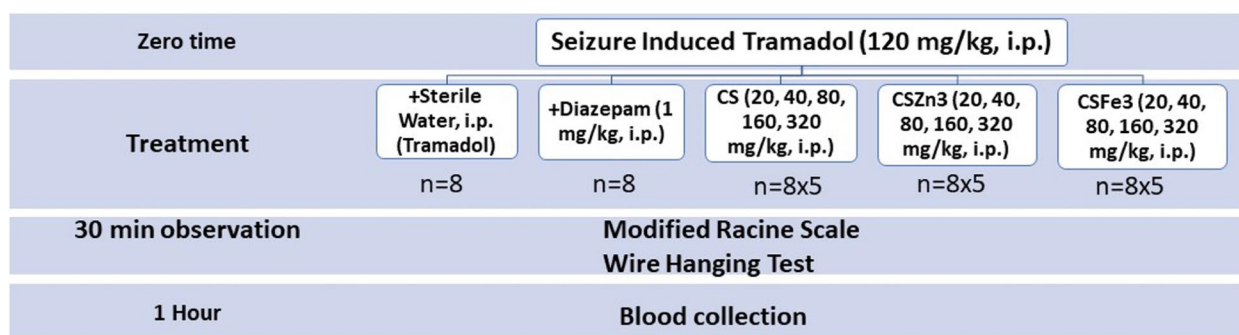 Zero time
Seizure Induced Tramadol (120 mg/kg, i.p.)
Treatment
+Sterile
Water, i.p.
(Tramadol)
n=8
+Diazepam (1
mg/kg, i.p.)
n=8
CS (20, 40, 80,
160, 320
mg/kg, i.p.)
n=8x5
CSZn3 (20, 40,
80, 160, 320
mg/kg, i.p.)
n=8x5
CSFe3 (20, 40,
80, 160, 320
mg/kg, i.p.)
n=8x5
30 min observation
Modified Racine Scale
Wire Hanging Test
1 Hour
Blood collection